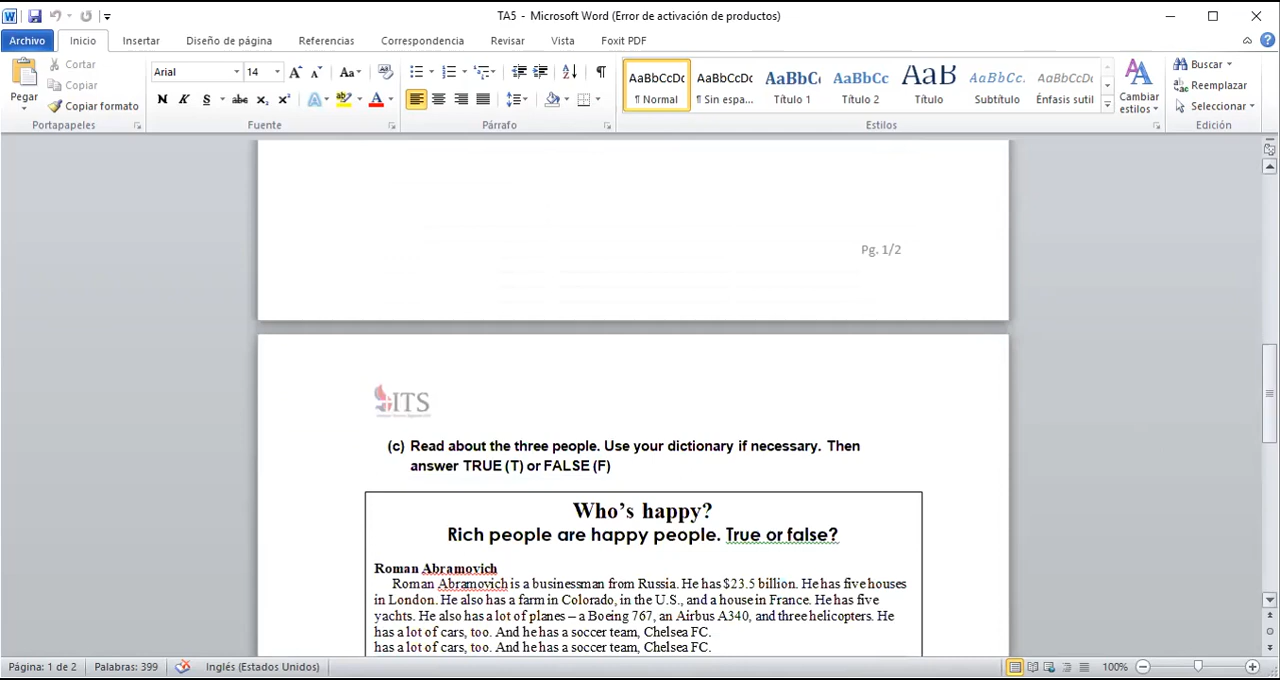 TA5 - Microsoft Word (Error de activación de productos)
Archivo Inicio Insertar Diseño de página Referencias Correspondencia Revisar Vista Foxit PDF
Pegar
Cortar
Copiar
Copiar formato
Portapapeles
Arial 14
N K S abc x₂ x²
Fuente
Párrafo
AaBbCcDc AaBbCcDc AaBbC AaBbCc AaB AaBbCc. AaBbCcDc
¶ Normal ¶ Sin espa... Título 1 Título 2 Título Subtítulo Énfasis sutil
Cambiar
estilos
Estilos
Buscar
Reemplazar
Seleccionar
Edición
Pg. 1/2
ITS
(c) Read about the three people. Use your dictionary if necessary. Then
answer TRUE (T) or FALSE (F)
Who's happy?
Rich people are happy people. True or false?
Roman Abramovich
Roman Abramovich is a businessman from Russia. He has $23.5 billion. He has five houses
in London. He also has a farm in Colorado, in the U.S., and a house in France. He has five
yachts. He also has a lot of planes – a Boeing 767, an Airbus A340, and three helicopters. He
has a lot of cars, too. And he has a soccer team, Chelsea FC.
has a lot of cars, too. And he has a soccer team, Chelsea FC.
Página: 1 de 2 Palabras: 399 Inglés (Estados Unidos) 100%